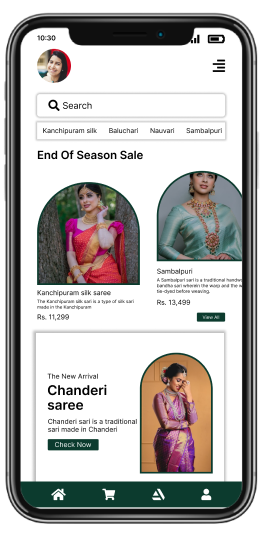 10:30
Search
Kanchipuram silk Baluchari Nauvari Sambalpuri
End Of Season Sale
Kanchipuram silk saree
The Kanchipuram silk sari is a type of silk sari
made in the Kanchipuram
Rs. 11,299
Sambalpuri
A Sambalpuri sari is a traditional handwo
bandha sari wherein the warp and the w
tie-dyed before weaving.
Rs. 13,499
View All
The New Arrival
Chanderi
saree
Chanderi sari is a traditional
sari made in Chanderi
Check Now